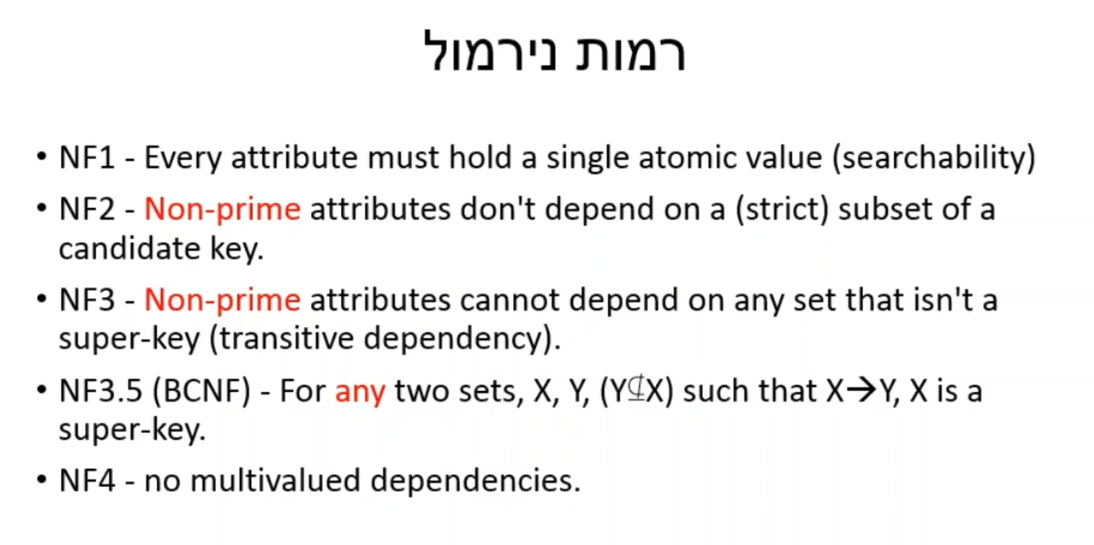 רמות נירמול
• NF1 - Every attribute must hold a single atomic value (searchability)
• NF2 - Non-prime attributes don't depend on a (strict) subset of a
candidate key.
• NF3 - Non-prime attributes cannot depend on any set that isn't a
super-key (transitive dependency).
• NF3.5 (BCNF) - For any two sets, X, Y, (Y⊄X) such that X→Y, X is a
super-key.
• NF4 - no multivalued dependencies.